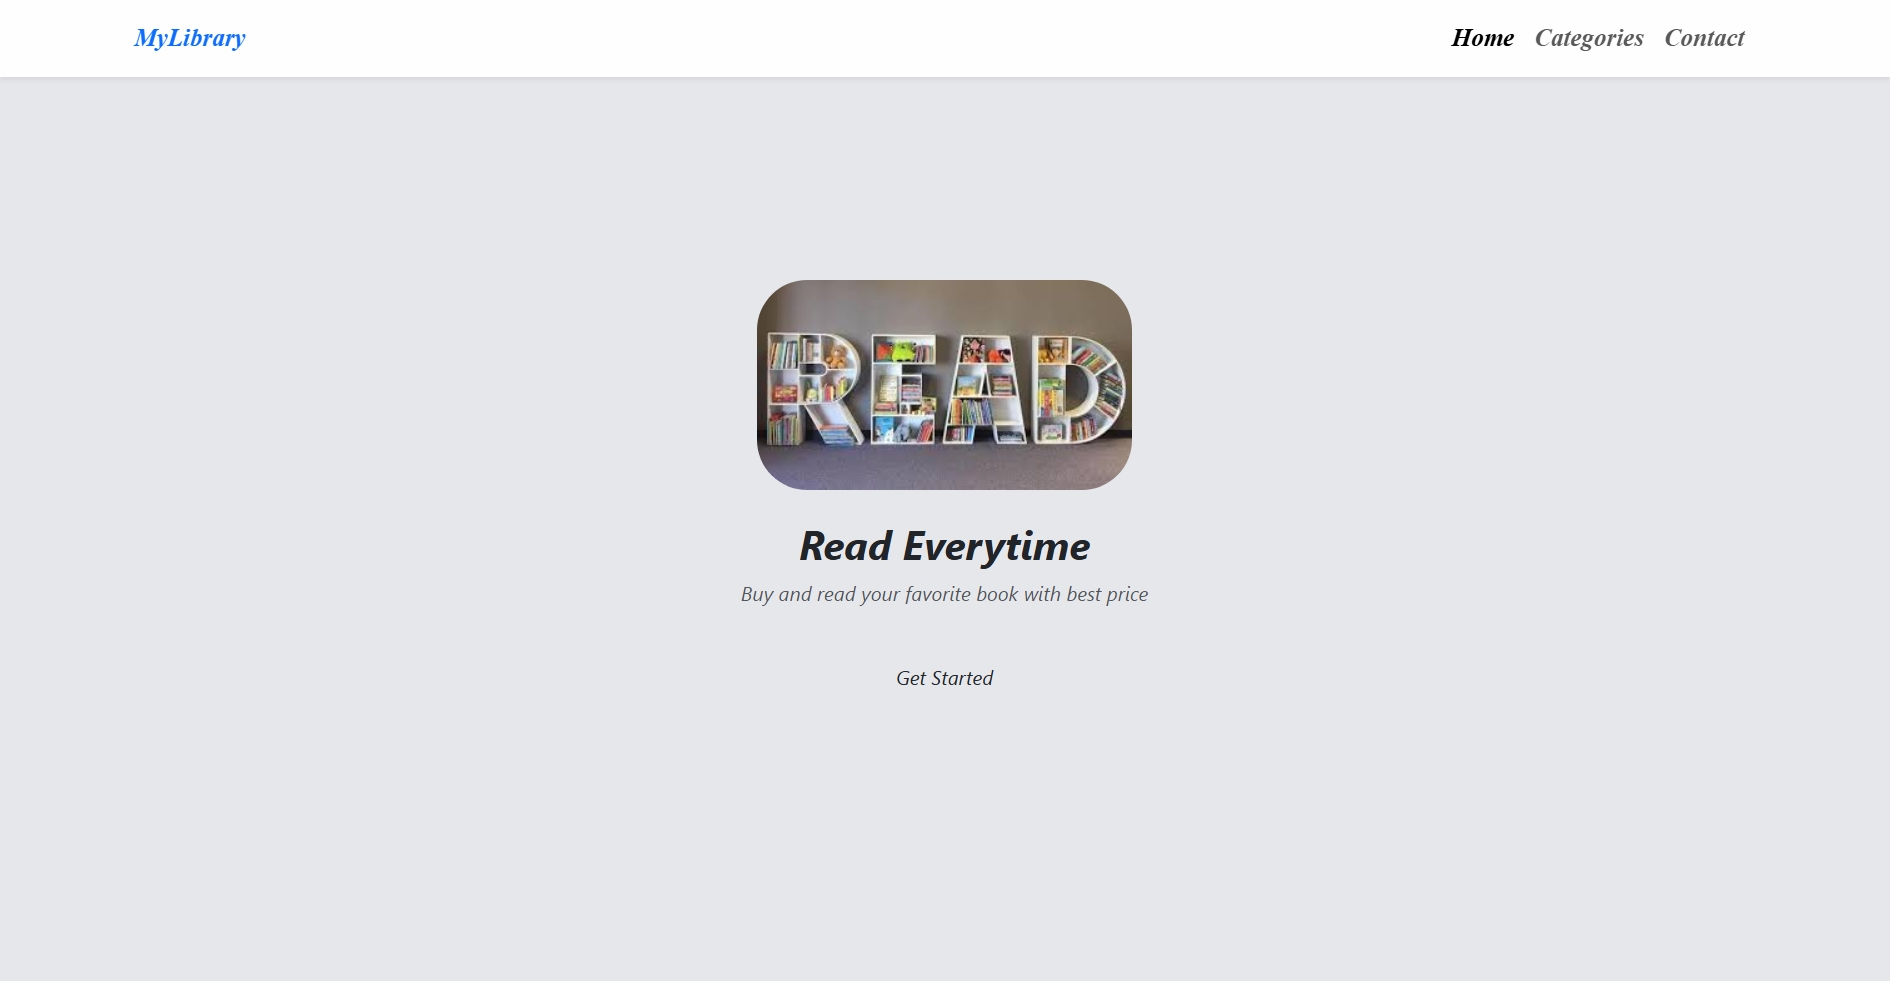 MyLibrary
Home Categories Contact
READ
Read Everytime
Buy and read your favorite book with best price
Get Started